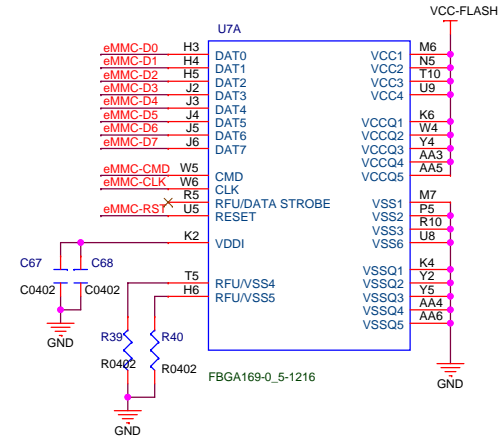 VCC-FLASH
U7A
eMMC-D0 H3 DAT0 VCC1 M6
eMMC-D1 H4 DAT1 VCC2 N5
eMMC-D2 H5 DAT2 VCC3 T10
eMMC-D3 J2 DAT3 VCC4 U9
eMMC-D4 J3 DAT4
eMMC-D5 J4 DAT5 VCCQ1 K6
eMMC-D6 J5 DAT6 VCCQ2 W4
eMMC-D7 J6 DAT7 VCCQ3 Y4
VCCQ4 AA3
eMMC-CMD W5 CMD VCCQ5 AA5
eMMC-CLK W6 CLK
R5 RFU/DATA STROBE VSS1 M7
eMMC-RST U5 RESET VSS2 P5
VSS3 R10
K2 VDDI VSS6 U8
C67 C68
VSSQ1 K4
C0402 C0402 T5 RFU/VSS4 VSSQ2 Y2
H6 RFU/VSS5 VSSQ3 Y5
VSSQ4 AA4
VSSQ5 AA6
GND
R39 R40
R0402 R0402
FBGA169-0_5-1216
GND
GND